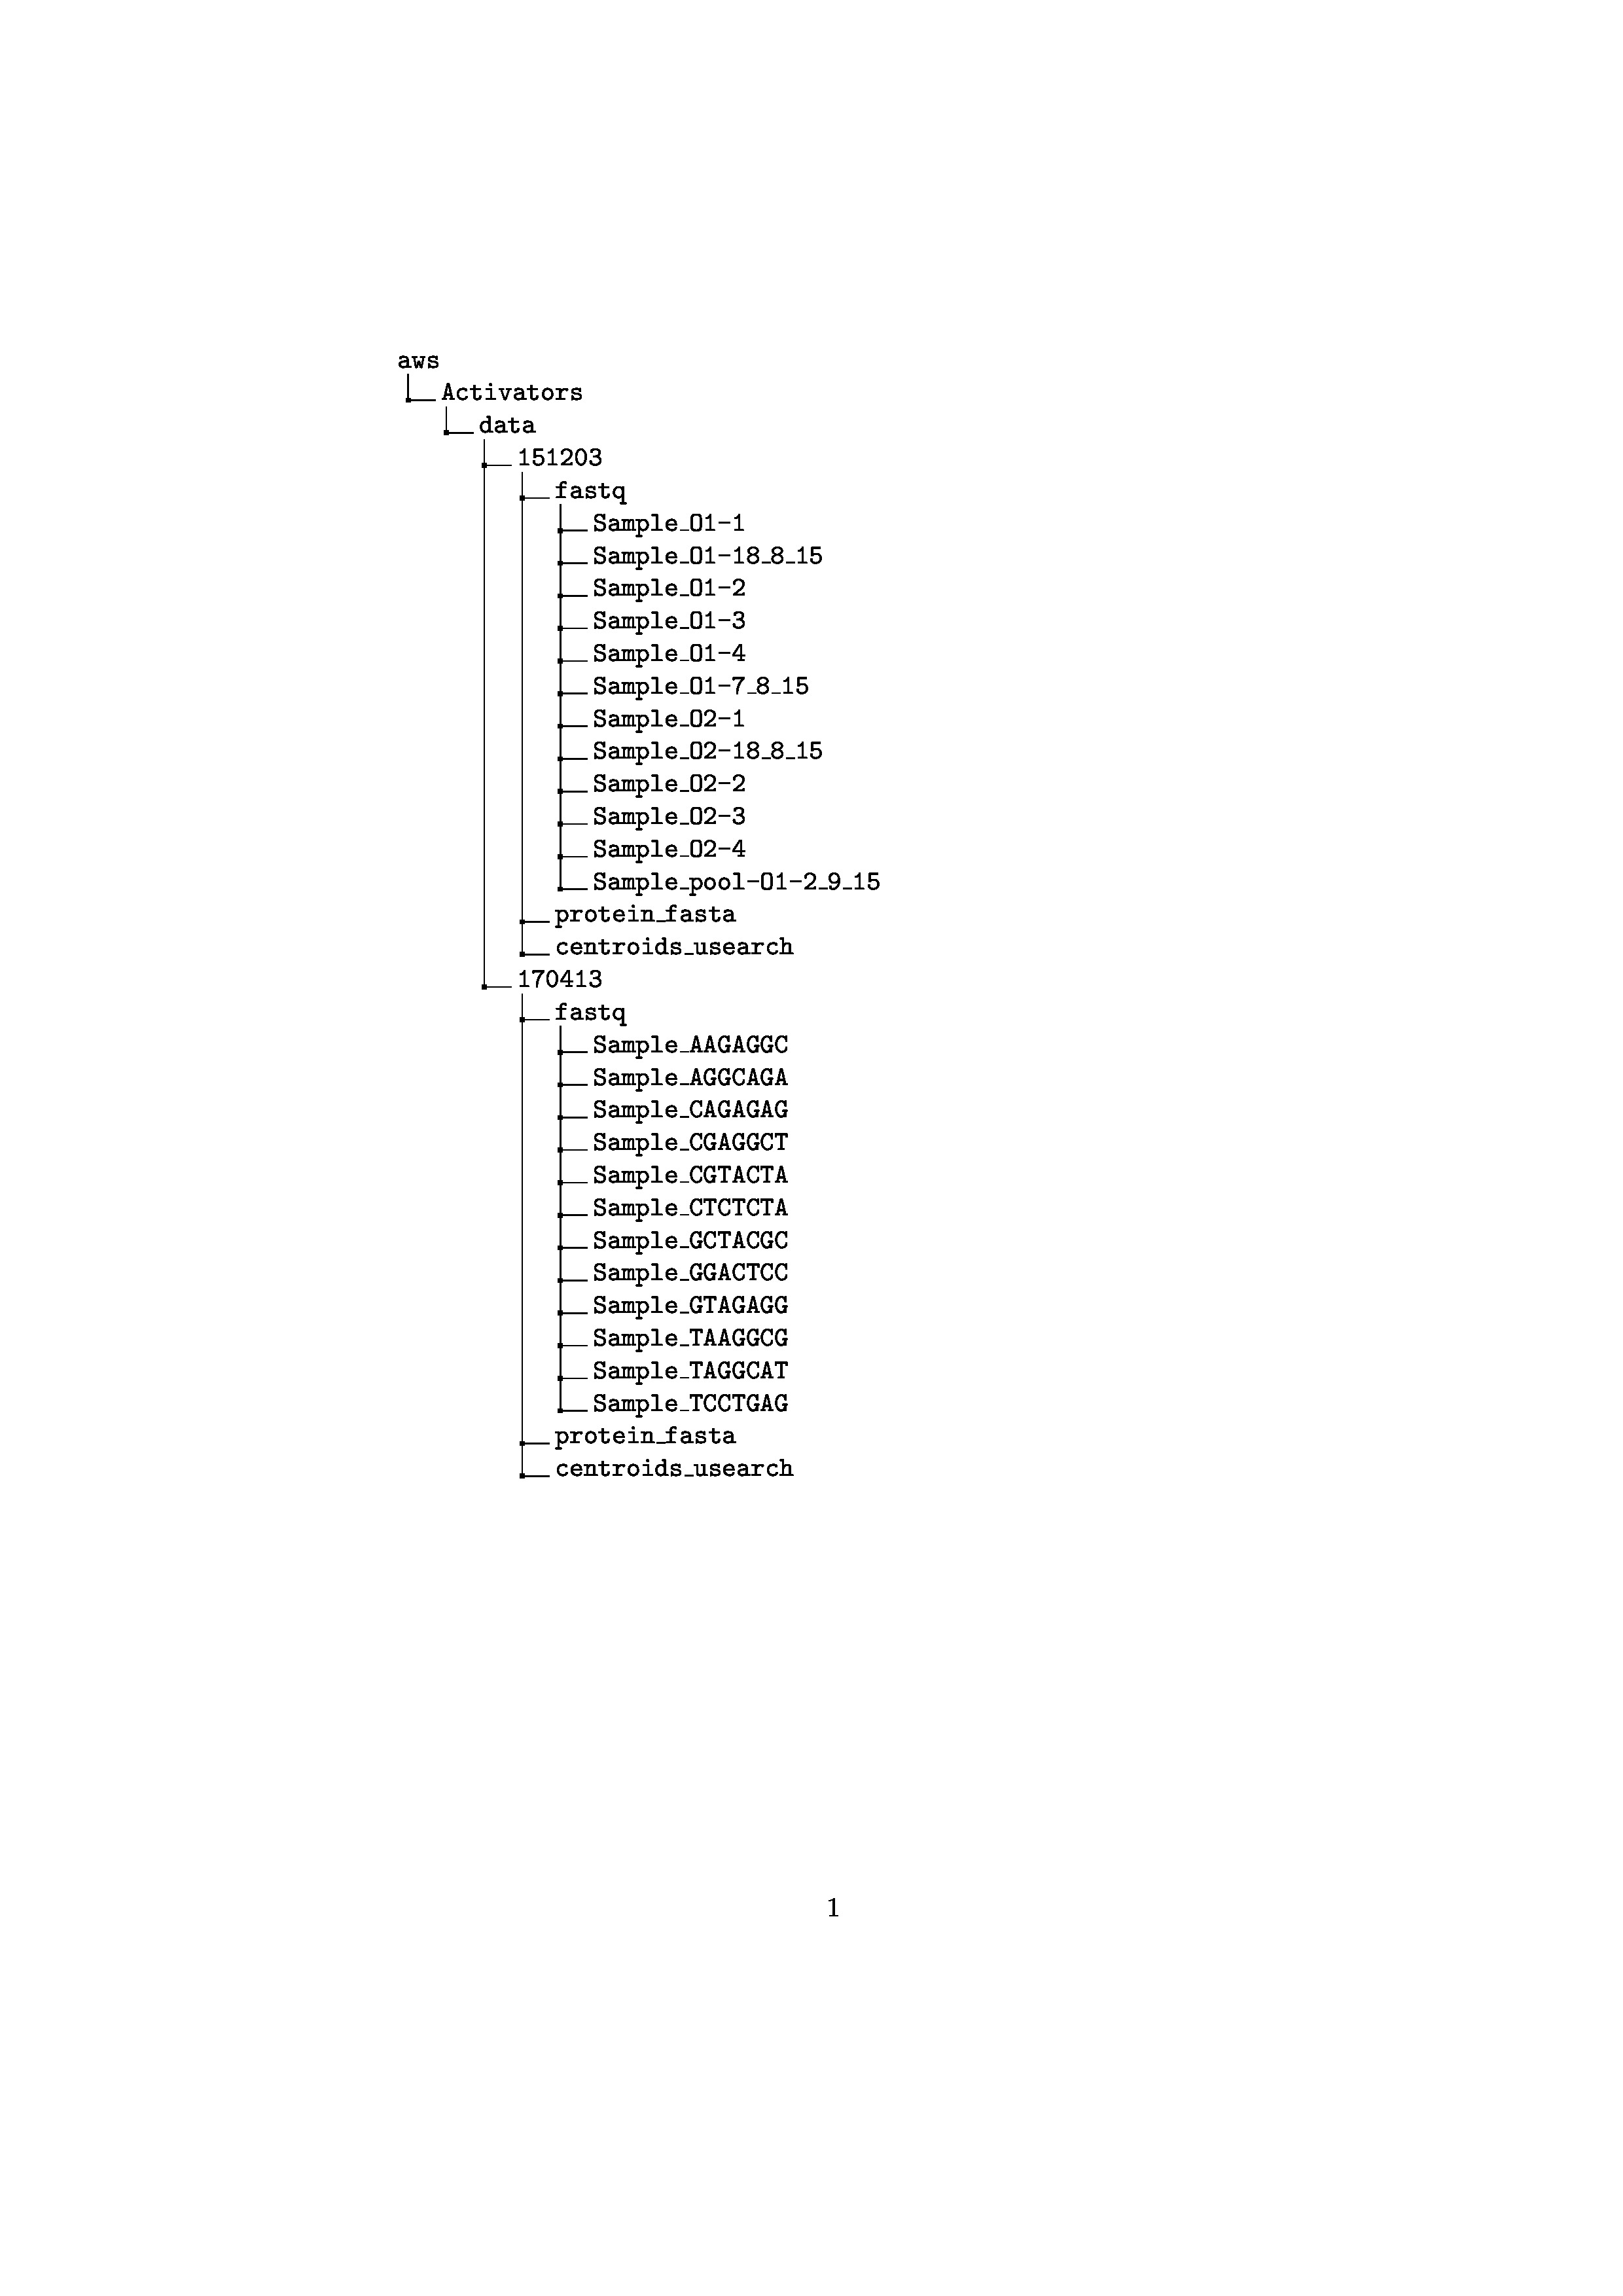 aws
Activators
data
151203
fastq
Sample_01-1
Sample_01-18_8_15
Sample_01-2
Sample_01-3
Sample_01-4
Sample_01-7_8_15
Sample_02-1
Sample_02-18_8_15
Sample_02-2
Sample_02-3
Sample_02-4
Sample_pool-01-2_9_15
protein_fasta
centroids_usearch
170413
fastq
Sample_AAGAGGC
Sample_AGGCAGA
Sample_CAGAGAG
Sample_CGAGGCT
Sample_CGTACTA
Sample_CTCTCTA
Sample_GCTACGC
Sample_GGACTCC
Sample_GTAGAGG
Sample_TAAGGCG
Sample_TAGGCAT
Sample_TCCTGAG
protein_fasta
centroids_usearch
1